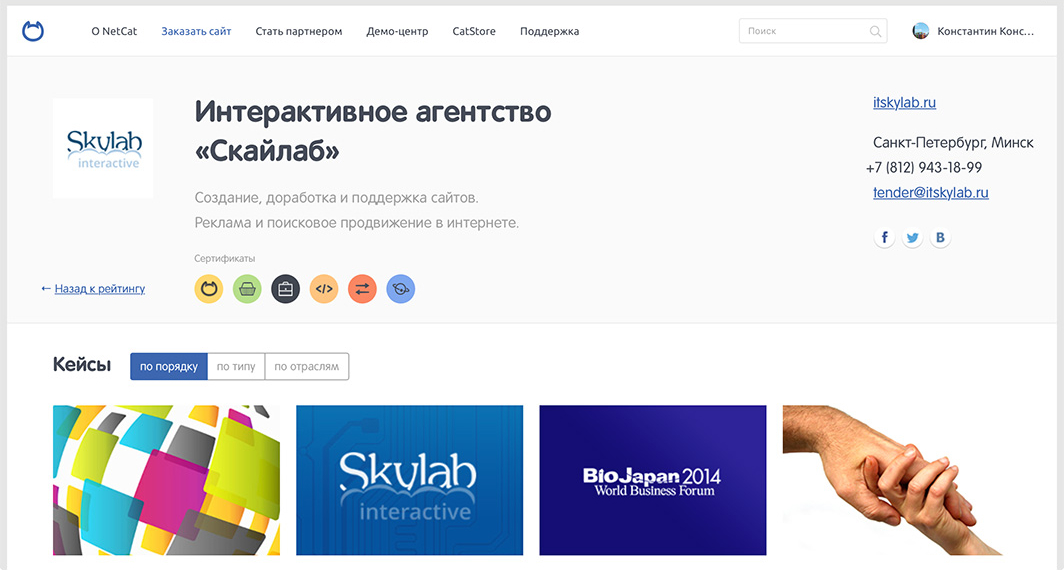 О NetCat Заказать сайт Стать партнером Демо-центр CatStore Поддержка Поиск Константин Конс...
Skylab
interactive
Интерактивное агентство
«Скайлаб»
Создание, доработка и поддержка сайтов.
Реклама и поисковое продвижение в интернете.
Сертификаты
</>
← Назад к рейтингу
itskylab.ru
Санкт-Петербург, Минск
+7 (812) 943-18-99
tender@itskylab.ru
f В
Кейсы по порядку по типу по отраслям
Skylab
interactive
BioJapan 2014
World Business Forum